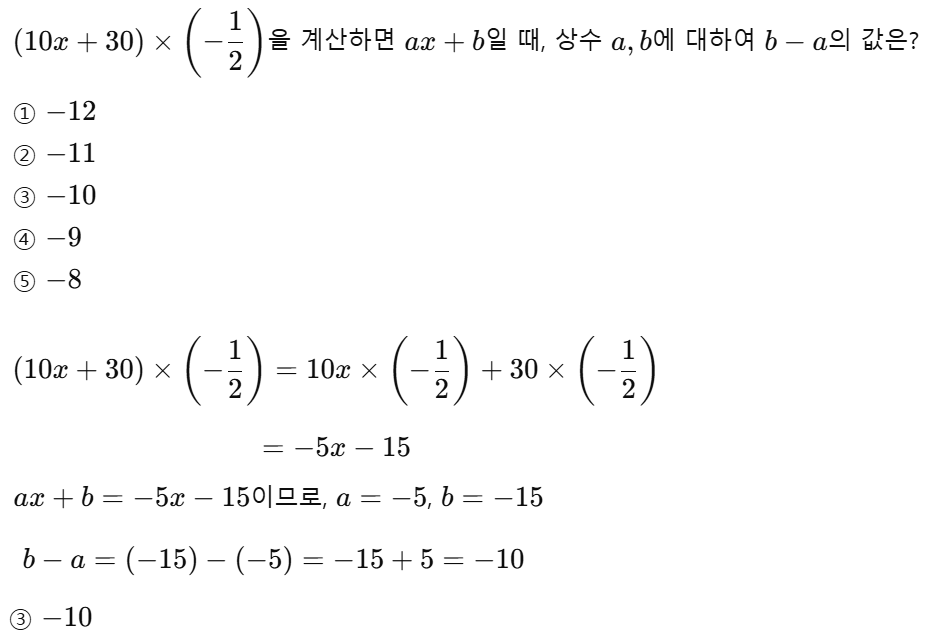 (10x + 30) × (−1/2)을 계산하면 ax + b일 때, 상수 a, b에 대하여 b − a의 값은?
① −12
② −11
③ −10
④ −9
⑤ −8
(10x + 30) × (−1/2) = 10x × (−1/2) + 30 × (−1/2)
= −5x − 15
ax + b = −5x − 15이므로, a = −5, b = −15
b − a = (−15) − (−5) = −15 + 5 = −10
③ −10